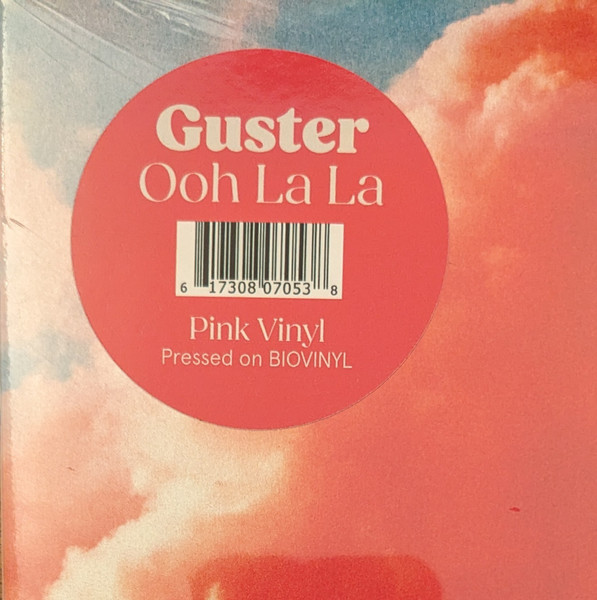 Guster
Ooh La La
6 17308 07053 8
Pink Vinyl
Pressed on BIOVINYL